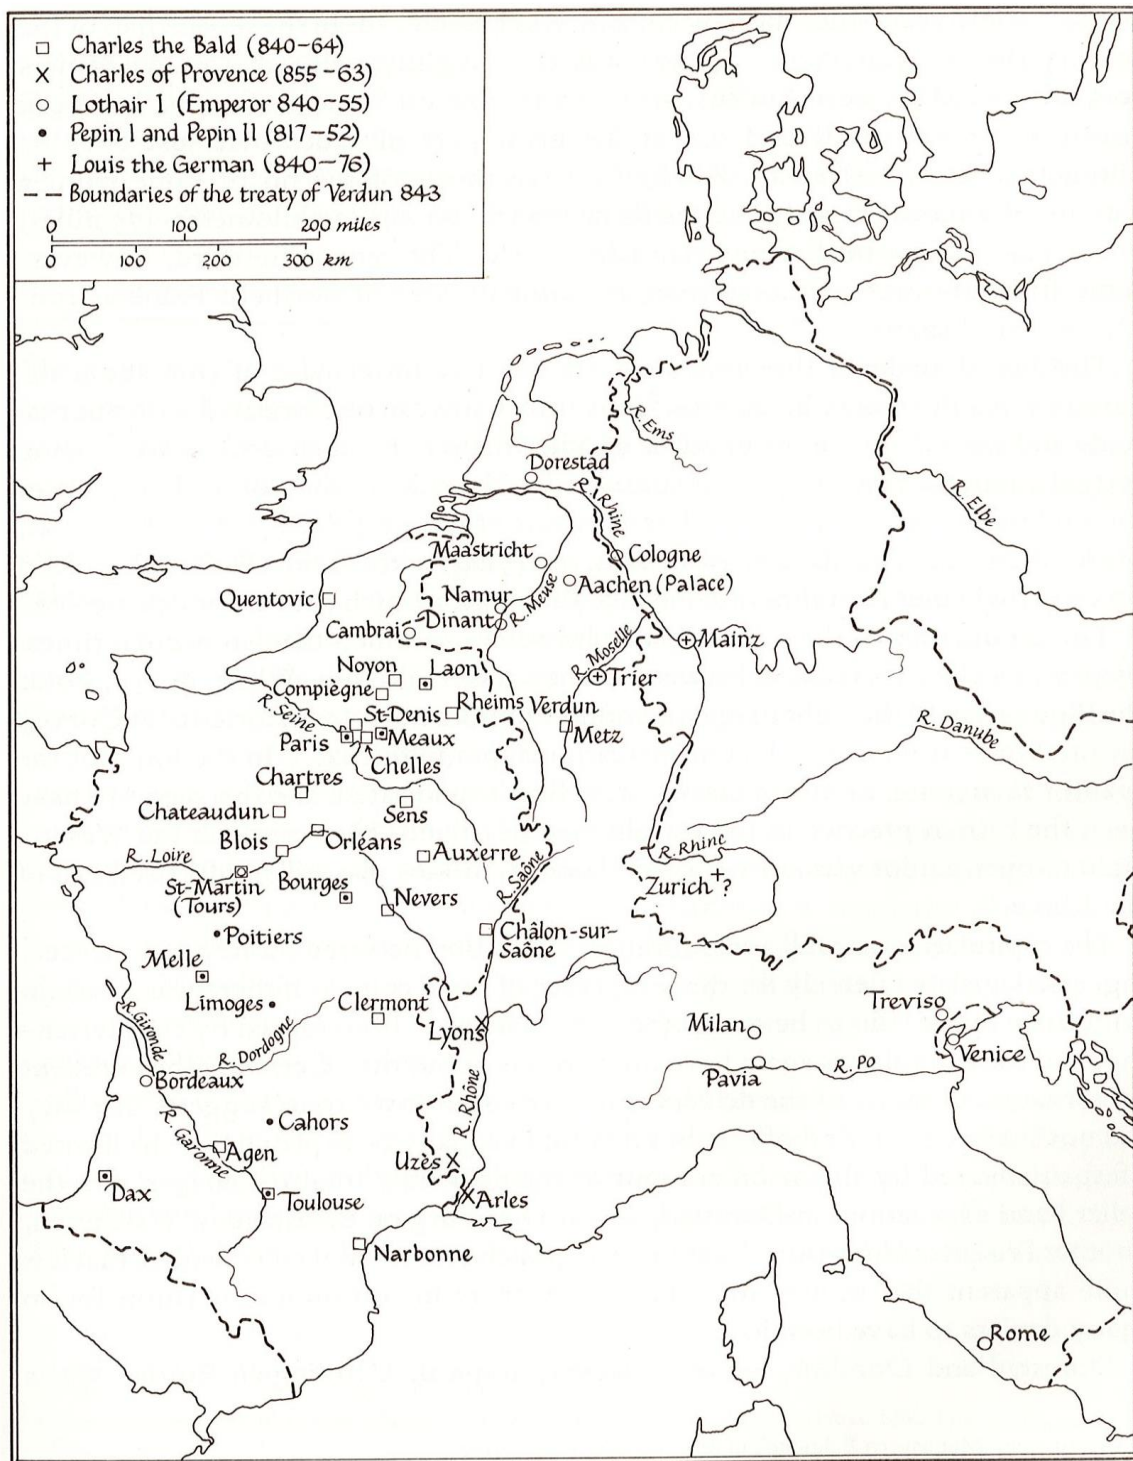 Charles the Bald (840-64)
Charles of Provence (855-63)
Lothair I (Emperor 840-55)
Pepin I and Pepin II (817-52)
Louis the German (840-76)
Boundaries of the treaty of Verdun 843
0 100 200 miles
0 100 200 300 km
R. Ems
Dorestad
R. Rhine
R. Elbe
Maastricht
Cologne
Aachen (Palace)
Quentovic
Namur
R. Meuse
Dinant
Cambrai
Mainz
R. Moselle
Noyon
Laon
Trier
Compiègne
R. Seine
Rheims
Verdun
St-Denis
Metz
Paris
Meaux
R. Danube
Chelles
Chartres
Chateaudun
Sens
Blois
Orléans
R. Loire
Auxerre
R. Rhine
St-Martin
(Tours)
Bourges
R. Saône
Zurich ?
Nevers
Poitiers
Châlon-sur-
Saône
Melle
Limoges
Clermont
Treviso
R. Gironde
Lyons
Milan
R. Dordogne
Venice
Bordeaux
Pavia
R. Po
R. Rhône
Cahors
R. Garonne
Agen
Uzès
Dax
Toulouse
Arles
Narbonne
Rome